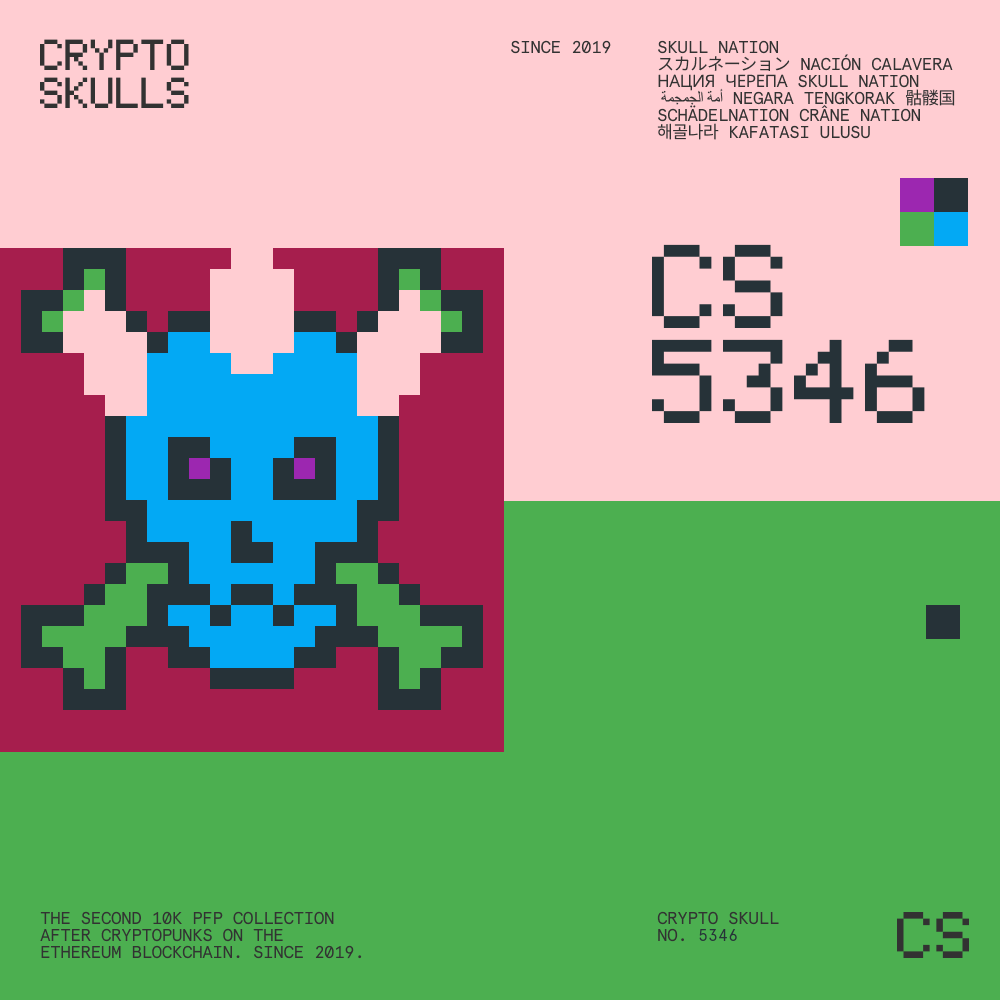 CRYPTO
SKULLS
SINCE 2019
SKULL NATION
スカルネーション NACIÓN CALAVERA
НАЦИЯ ЧЕРЕПА SKULL NATION
أمة الجمجمة NEGARA TENGKORAK 骷髅国
SCHÄDELNATION CRÂNE NATION
해골나라 KAFATASI ULUSU
CS
5346
THE SECOND 10K PFP COLLECTION
AFTER CRYPTOPUNKS ON THE
ETHEREUM BLOCKCHAIN. SINCE 2019.
CRYPTO SKULL
NO. 5346
CS